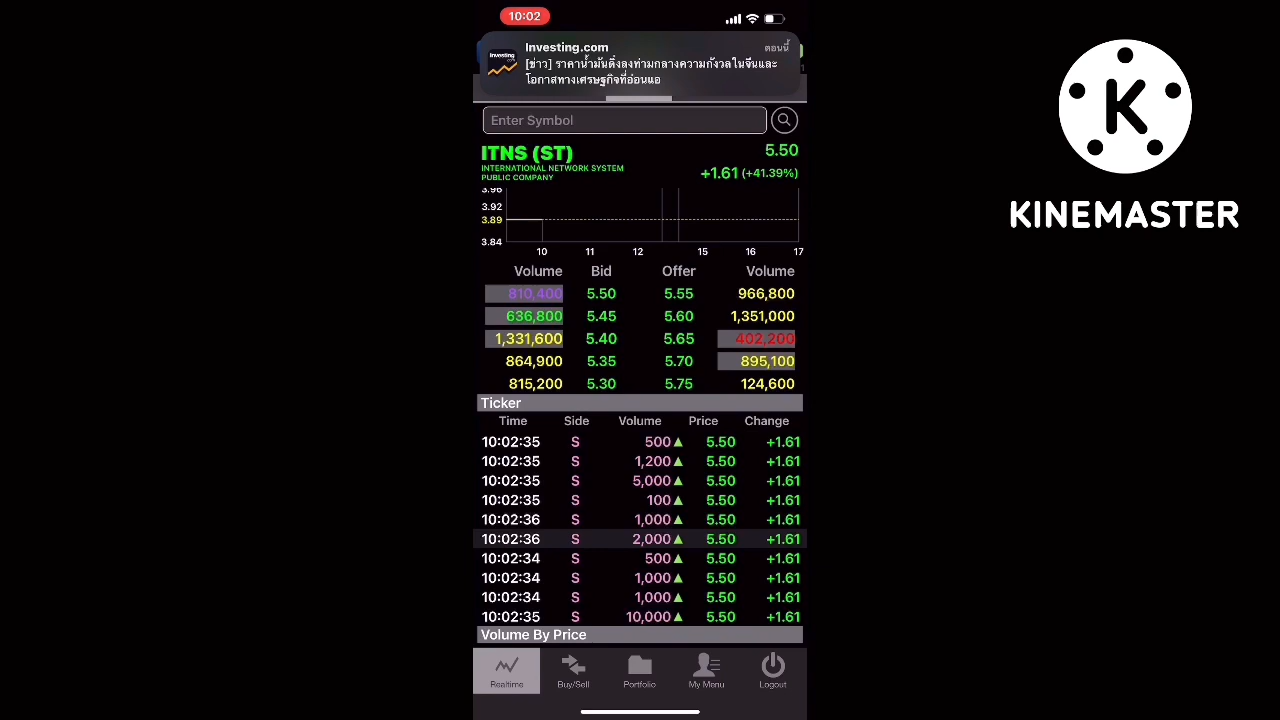 10:02
Investing.com
ตอนนี้
[ข่าว] ราคาน้ำมันดิ่งลงท่ามกลางความกังวลในจีนและ
โอกาสทางเศรษฐกิจที่อ่อนแอ
Enter Symbol
ITNS (ST) 5.50
INTERNATIONAL NETWORK SYSTEM
PUBLIC COMPANY
+1.61 (+41.39%)
3.96
3.92
3.89
3.84
10 11 12 15 16 17
Volume Bid Offer Volume
810,400 5.50 5.55 966,800
636,800 5.45 5.60 1,351,000
1,331,600 5.40 5.65 402,200
864,900 5.35 5.70 895,100
815,200 5.30 5.75 124,600
Ticker
Time Side Volume Price Change
10:02:35 S 500 ▲ 5.50 +1.61
10:02:35 S 1,200 ▲ 5.50 +1.61
10:02:35 S 5,000 ▲ 5.50 +1.61
10:02:35 S 100 ▲ 5.50 +1.61
10:02:36 S 1,000 ▲ 5.50 +1.61
10:02:36 S 2,000 ▲ 5.50 +1.61
10:02:34 S 500 ▲ 5.50 +1.61
10:02:34 S 1,000 ▲ 5.50 +1.61
10:02:34 S 1,000 ▲ 5.50 +1.61
10:02:35 S 10,000 ▲ 5.50 +1.61
Volume By Price
Realtime Buy/Sell Portfolio My Menu Logout
K
KINEMASTER